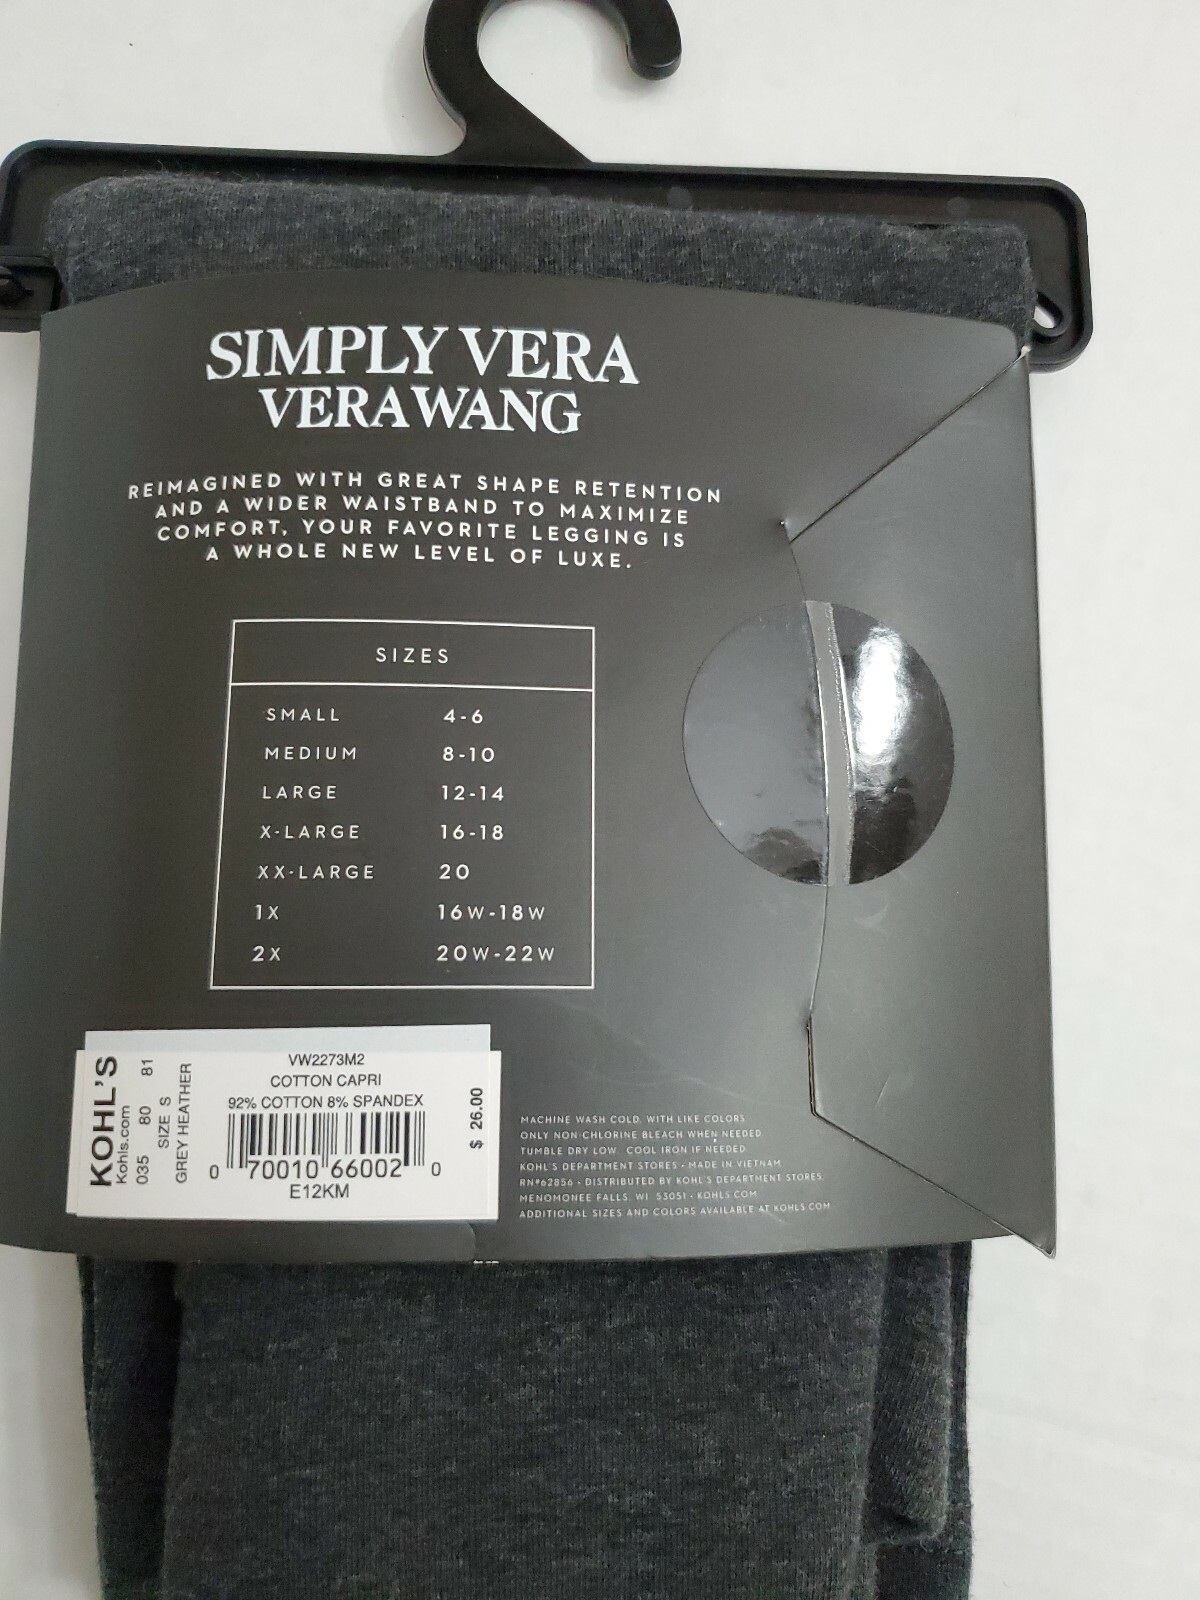 SIMPLY VERA
VERA WANG
REIMAGINED WITH GREAT SHAPE RETENTION
AND A WIDER WAISTBAND TO MAXIMIZE
COMFORT, YOUR FAVORITE LEGGING IS
A WHOLE NEW LEVEL OF LUXE.
SIZES
SMALL 4-6
MEDIUM 8-10
LARGE 12-14
X-LARGE 16-18
XX-LARGE 20
1X 16W-18W
2X 20W-22W
KOHL'S
Kohls.com
035 80 81
SIZE S
GREY HEATHER
VW2273M2
COTTON CAPRI
92% COTTON 8% SPANDEX
0 70010 66002 0
E12KM
$ 26.00
MACHINE WASH COLD, WITH LIKE COLORS
ONLY NON-CHLORINE BLEACH WHEN NEEDED
TUMBLE DRY LOW. COOL IRON IF NEEDED
KOHL'S DEPARTMENT STORES • MADE IN VIETNAM
RN#62856 • DISTRIBUTED BY KOHL'S DEPARTMENT STORES,
MENOMONEE FALLS, WI 53051 • KOHLS.COM
ADDITIONAL SIZES AND COLORS AVAILABLE AT KOHLS.COM